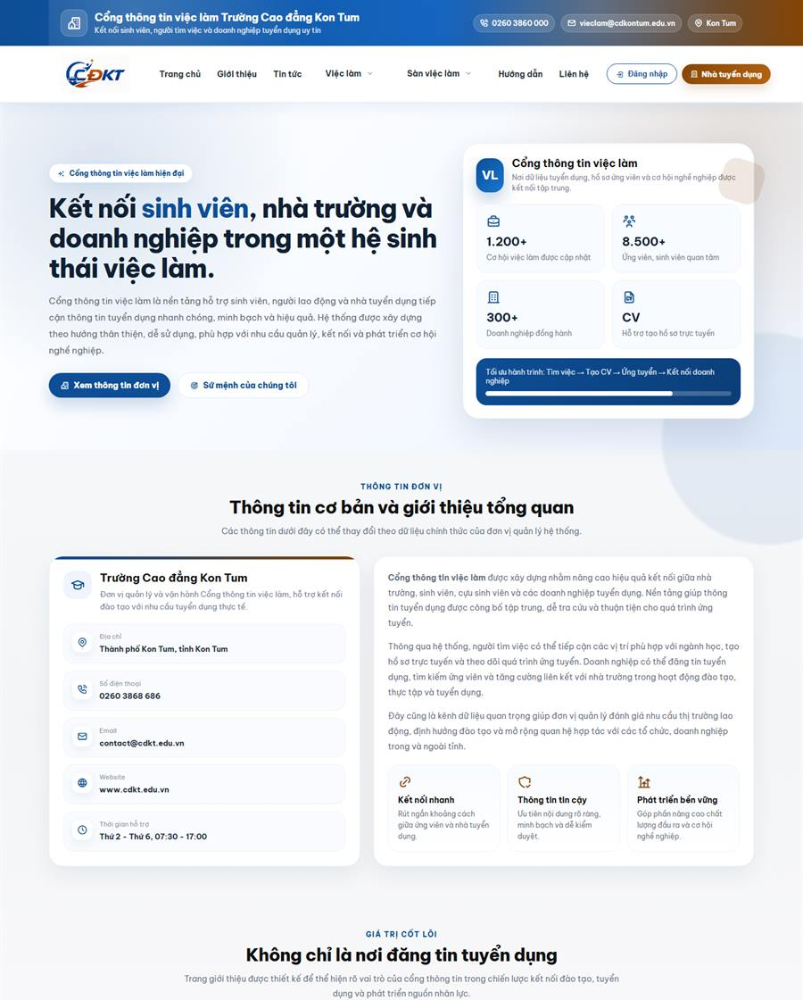 Cổng thông tin việc làm Trường Cao đẳng Kon Tum
Kết nối sinh viên, người tìm việc và doanh nghiệp tuyển dụng uy tín
0260 3860 000
vieclam@cdkontum.edu.vn
Kon Tum
CĐKT
Trang chủ
Giới thiệu
Tin tức
Việc làm
Sàn việc làm
Hướng dẫn
Liên hệ
Đăng nhập
Nhà tuyển dụng
Cổng thông tin việc làm hiện đại
Kết nối sinh viên, nhà trường và
doanh nghiệp trong một hệ sinh
thái việc làm.
Cổng thông tin việc làm là nền tảng hỗ trợ sinh viên, người lao động và nhà tuyển dụng tiếp
cận thông tin tuyển dụng nhanh chóng, minh bạch và hiệu quả. Hệ thống được xây dựng
theo hướng thân thiện, dễ sử dụng, phù hợp với nhu cầu quản lý, kết nối và phát triển cơ hội
nghề nghiệp.
Xem thông tin đơn vị
Sứ mệnh của chúng tôi
VL
Cổng thông tin việc làm
Nơi dữ liệu tuyển dụng, hồ sơ ứng viên và cơ hội nghề nghiệp được
kết nối tập trung.
1.200+
Cơ hội việc làm được cập nhật
8.500+
Ứng viên, sinh viên quan tâm
300+
Doanh nghiệp đồng hành
CV
Hỗ trợ tạo hồ sơ trực tuyến
Tối ưu hành trình: Tìm việc → Tạo CV → Ứng tuyển → Kết nối doanh
nghiệp
THÔNG TIN ĐƠN VỊ
Thông tin cơ bản và giới thiệu tổng quan
Các thông tin dưới đây có thể thay đổi theo dữ liệu chính thức của đơn vị quản lý hệ thống.
Trường Cao đẳng Kon Tum
Đơn vị quản lý và vận hành Cổng thông tin việc làm, hỗ trợ kết nối
đào tạo với nhu cầu tuyển dụng thực tế.
Địa chỉ
Thành phố Kon Tum, tỉnh Kon Tum
Số điện thoại
0260 3868 686
Email
contact@cdkt.edu.vn
Website
www.cdkt.edu.vn
Thời gian hỗ trợ
Thứ 2 - Thứ 6, 07:30 - 17:00
Cổng thông tin việc làm được xây dựng nhằm nâng cao hiệu quả kết nối giữa nhà
trường, sinh viên, cựu sinh viên và các doanh nghiệp tuyển dụng. Nền tảng giúp thông
tin tuyển dụng được công bố tập trung, dễ tra cứu và thuận tiện cho quá trình ứng
tuyển.
Thông qua hệ thống, người tìm việc có thể tiếp cận các vị trí phù hợp với ngành học, tạo
hồ sơ trực tuyến và theo dõi quá trình ứng tuyển. Doanh nghiệp có thể đăng tin tuyển
dụng, tìm kiếm ứng viên và tăng cường liên kết với nhà trường trong hoạt động đào tạo,
thực tập và tuyển dụng.
Đây cũng là kênh dữ liệu quan trọng giúp đơn vị quản lý đánh giá nhu cầu thị trường lao
động, định hướng đào tạo và mở rộng quan hệ hợp tác với các tổ chức, doanh nghiệp
trong và ngoài tỉnh.
Kết nối nhanh
Rút ngắn khoảng cách
giữa ứng viên và nhà tuyển
dụng.
Thông tin tin cậy
Ưu tiên nội dung rõ ràng,
minh bạch và dễ kiểm
duyệt.
Phát triển bền vững
Góp phần nâng cao chất
lượng đầu ra và cơ hội
nghề nghiệp.
GIÁ TRỊ CỐT LÕI
Không chỉ là nơi đăng tin tuyển dụng
Trang giới thiệu được thiết kế để thể hiện rõ vai trò của cổng thông tin trong chiến lược kết nối đào tạo, tuyển
dụng và phát triển nguồn nhân lực.